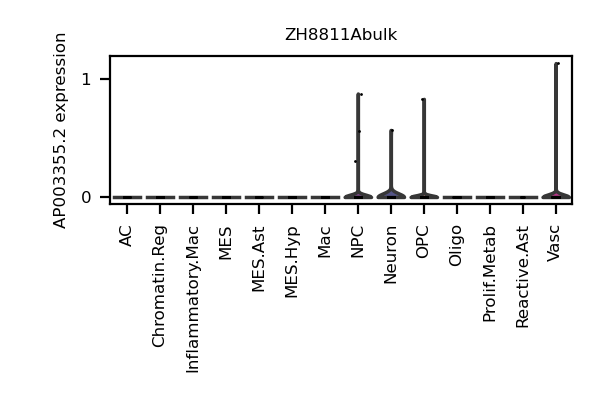 ZH8811Abulk
AP003355.2 expression
1
0
AC
Chromatin.Reg
Inflammatory.Mac
MES
MES.Ast
MES.Hyp
Mac
NPC
Neuron
OPC
Oligo
Prolif.Metab
Reactive.Ast
Vasc